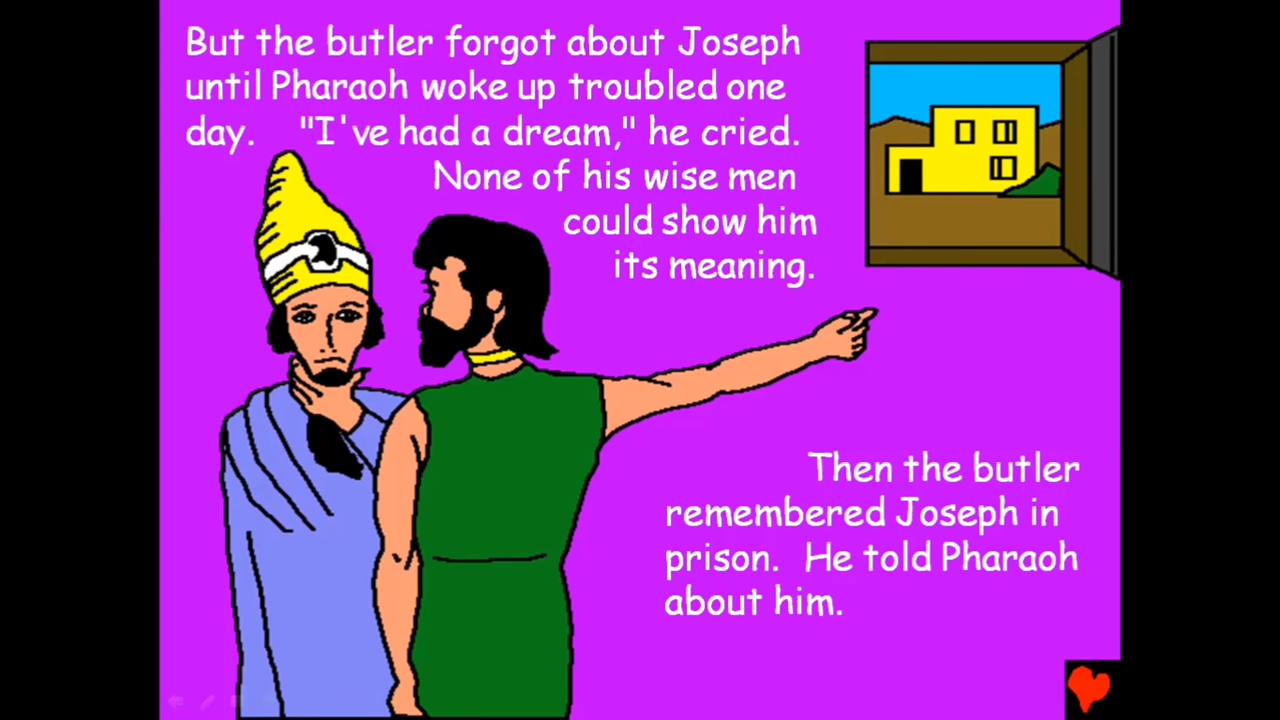 But the butler forgot about Joseph
until Pharaoh woke up troubled one
day. "I've had a dream," he cried.
None of his wise men
could show him
its meaning.
Then the butler
remembered Joseph in
prison. He told Pharaoh
about him.